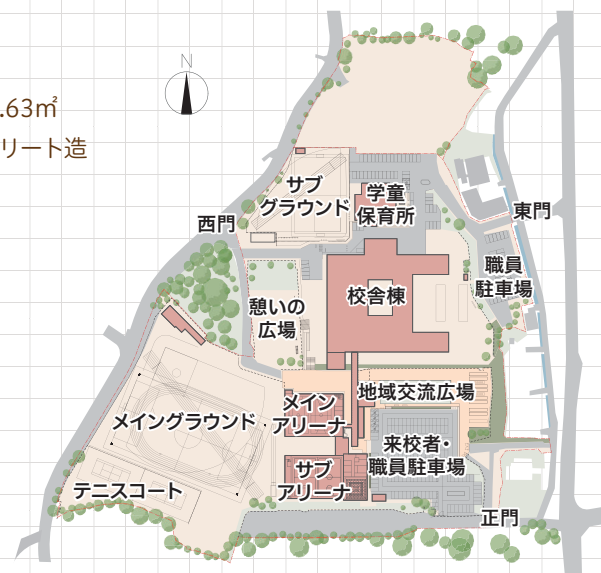 N
.63㎡
リート造
サブ
グラウンド
学童
保育所
西門
東門
職員
駐車場
校舎棟
憩いの
広場
地域交流広場
メイン
アリーナ
メイングラウンド
来校者・
職員駐車場
サブ
アリーナ
テニスコート
正門